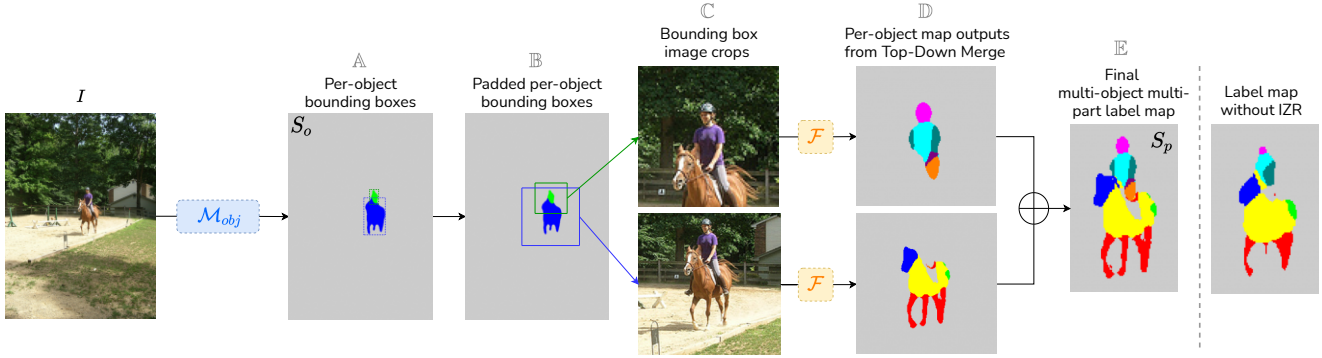 I
M_obj
𝔸
Per-object
bounding boxes
S_o
𝔹
Padded per-object
bounding boxes
ℂ
Bounding box
image crops
F
F
𝔻
Per-object map outputs
from Top-Down Merge
𝔼
Final
multi-object multi-
part label map
S_p
Label map
without IZR